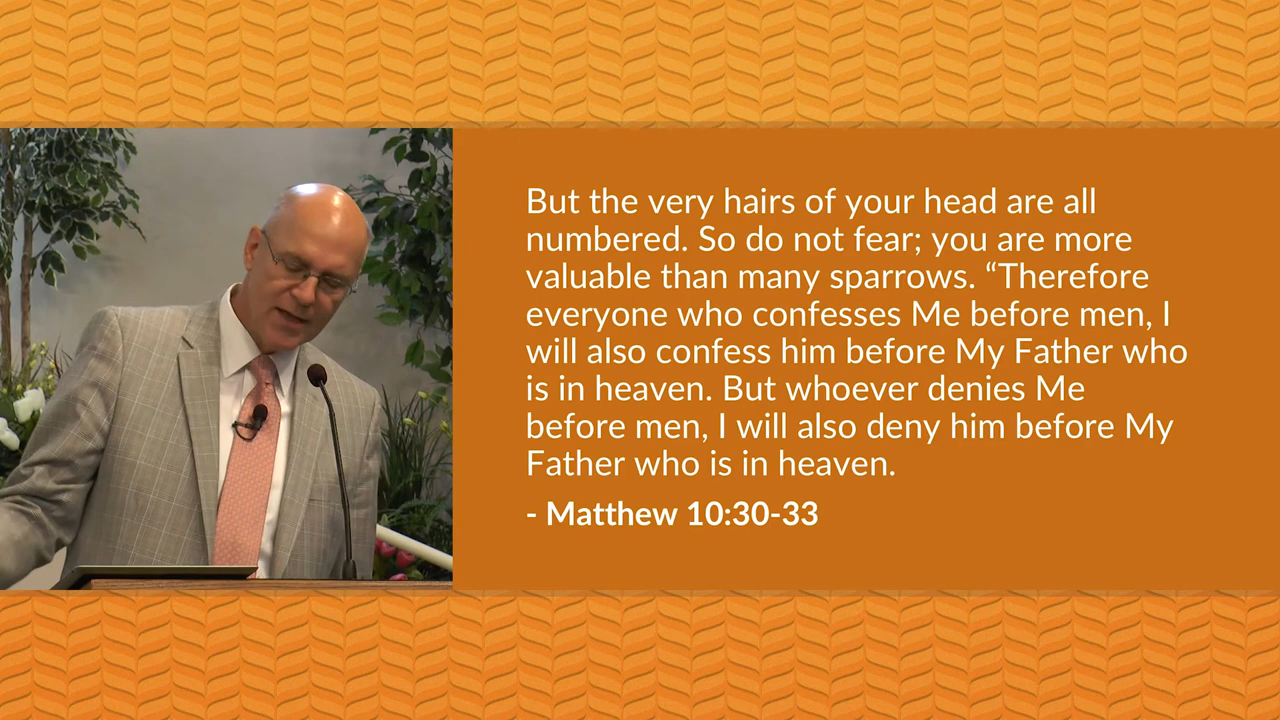 But the very hairs of your head are all
numbered. So do not fear; you are more
valuable than many sparrows. “Therefore
everyone who confesses Me before men, I
will also confess him before My Father who
is in heaven. But whoever denies Me
before men, I will also deny him before My
Father who is in heaven.
- Matthew 10:30-33